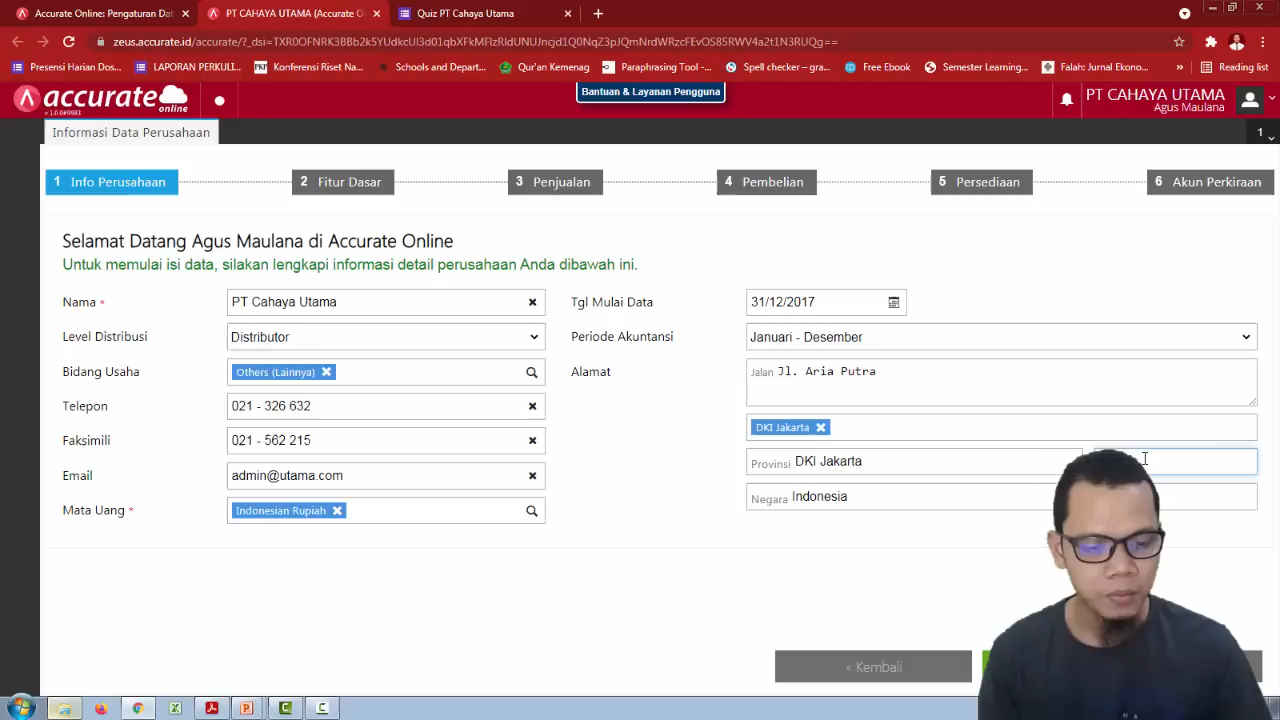 Accurate Online: Pengaturan Dat
PT CAHAYA UTAMA (Accurate O
Quiz PT Cahaya Utama
zeus.accurate.id/accurate/?_dsi=TXR0OFNRK3BBb2k5YUdkcUl3d01qbXFkMFIzRldUNUJncjd1Q0NqZ3pJQmNrdWRzcFEvOS85RWV4a2t1N3RUQg==
Presensi Harian Dos...
LAPORAN PERKULI...
Konferensi Riset Na...
Schools and Depart...
Qur'an Kemenag
Paraphrasing Tool -...
Spell checker – gra...
Free Ebook
Semester Learning...
Falah: Jurnal Ekono...
»
Reading list
accurate online
Bantuan & Layanan Pengguna
PT CAHAYA UTAMA
Agus Maulana
Informasi Data Perusahaan
1
1 Info Perusahaan
2 Fitur Dasar
3 Penjualan
4 Pembelian
5 Persediaan
6 Akun Perkiraan
Selamat Datang Agus Maulana di Accurate Online
Untuk memulai isi data, silakan lengkapi informasi detail perusahaan Anda dibawah ini.
Nama * PT Cahaya Utama
Tgl Mulai Data 31/12/2017
Level Distribusi Distributor
Periode Akuntansi Januari - Desember
Bidang Usaha Others (Lainnya)
Alamat Jalan Jl. Aria Putra
Telepon 021 - 326 632
DKI Jakarta
Faksimili 021 - 562 215
Provinsi DKI Jakarta
Email admin@utama.com
Negara Indonesia
Mata Uang * Indonesian Rupiah
« Kembali